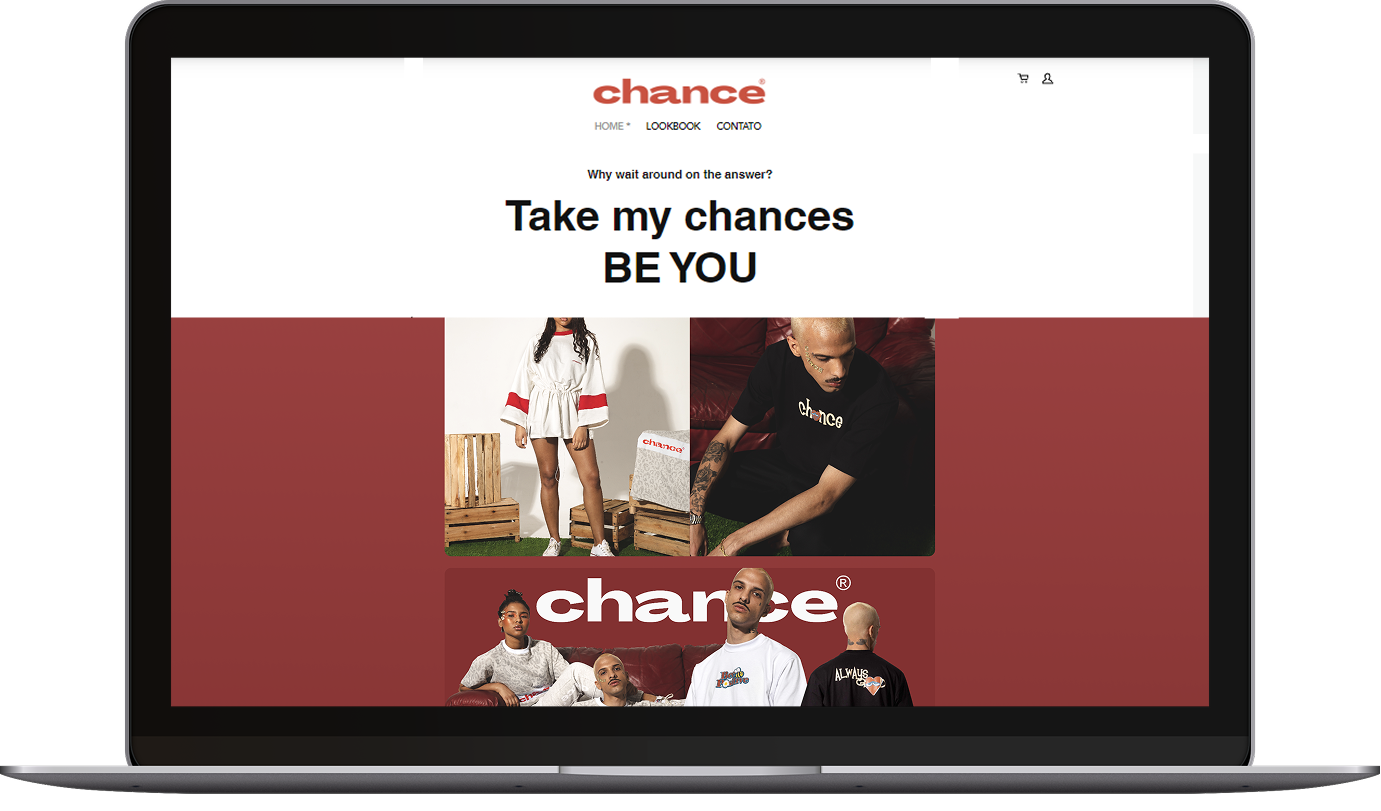 chance®
HOME * LOOKBOOK CONTATO
Why wait around on the answer?
Take my chances
BE YOU
chance
chance
chance®
ALWAYS